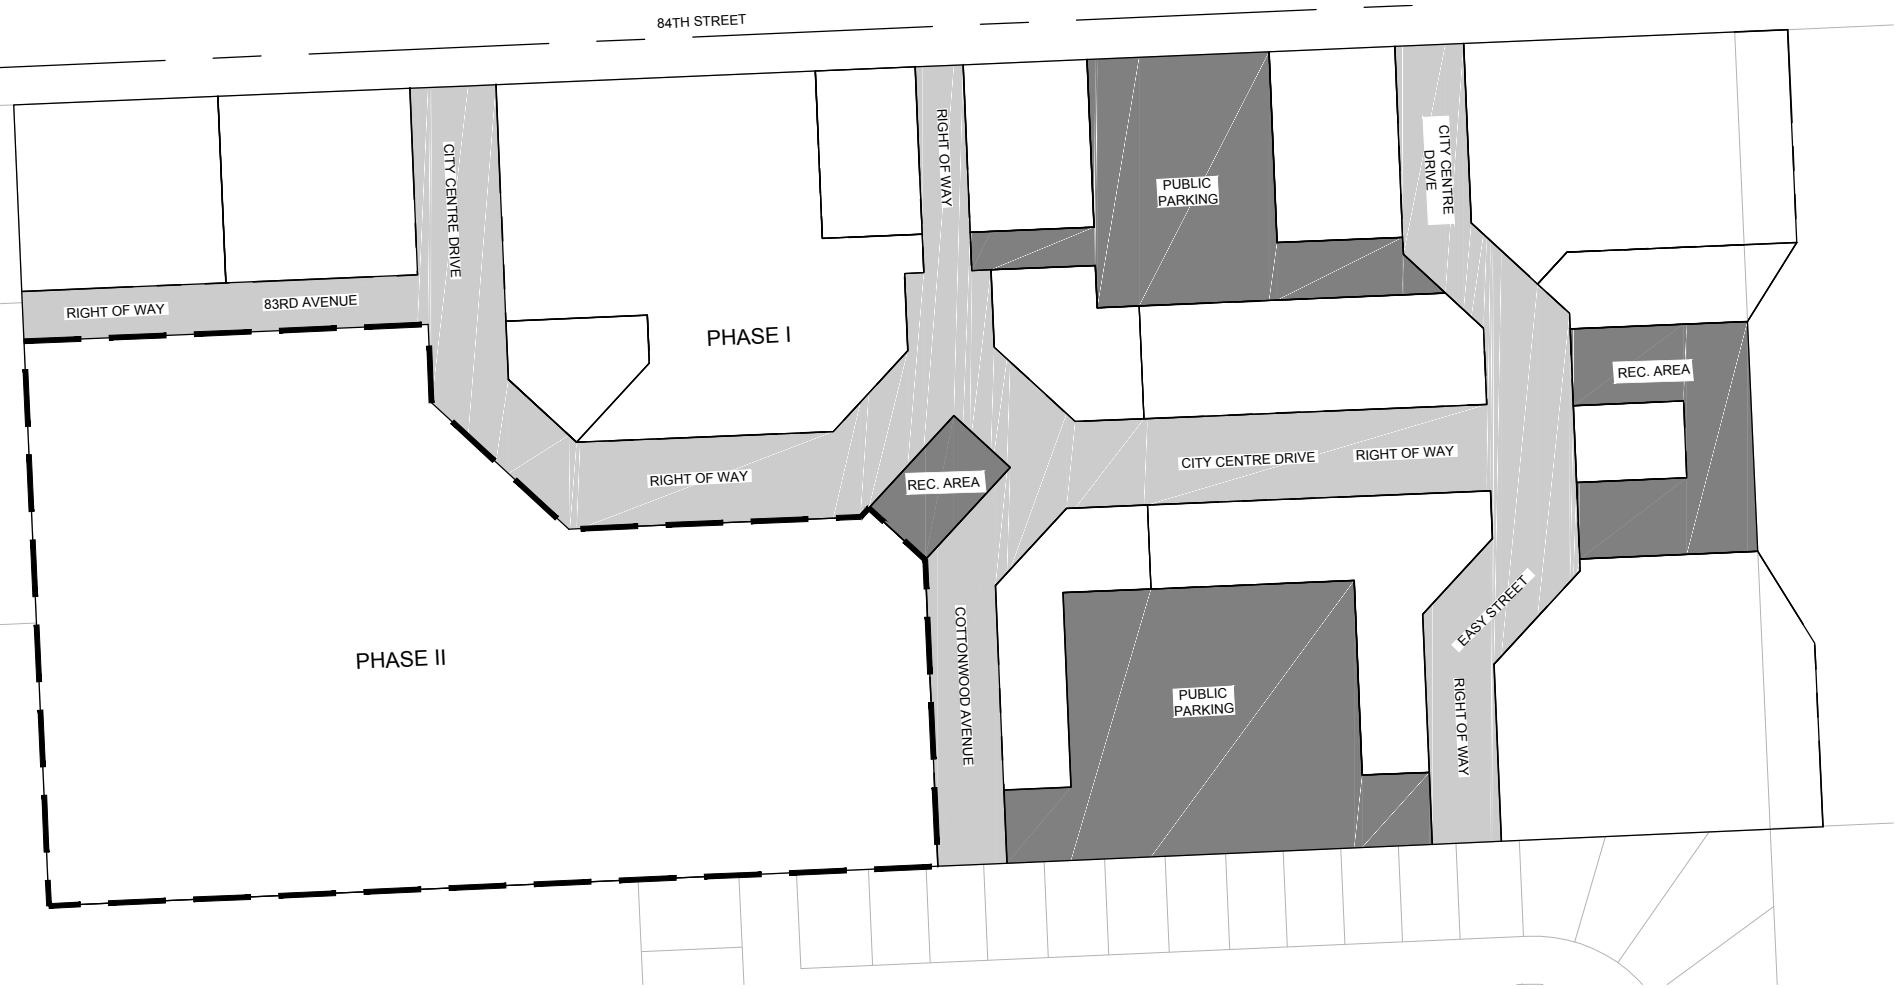 84TH STREET
CITY CENTRE DRIVE
RIGHT OF WAY
CITY CENTRE
DRIVE
PUBLIC
PARKING
RIGHT OF WAY
83RD AVENUE
PHASE I
REC. AREA
RIGHT OF WAY
REC. AREA
CITY CENTRE DRIVE
RIGHT OF WAY
EASY STREET
PHASE II
COTTONWOOD AVENUE
PUBLIC
PARKING
RIGHT OF WAY